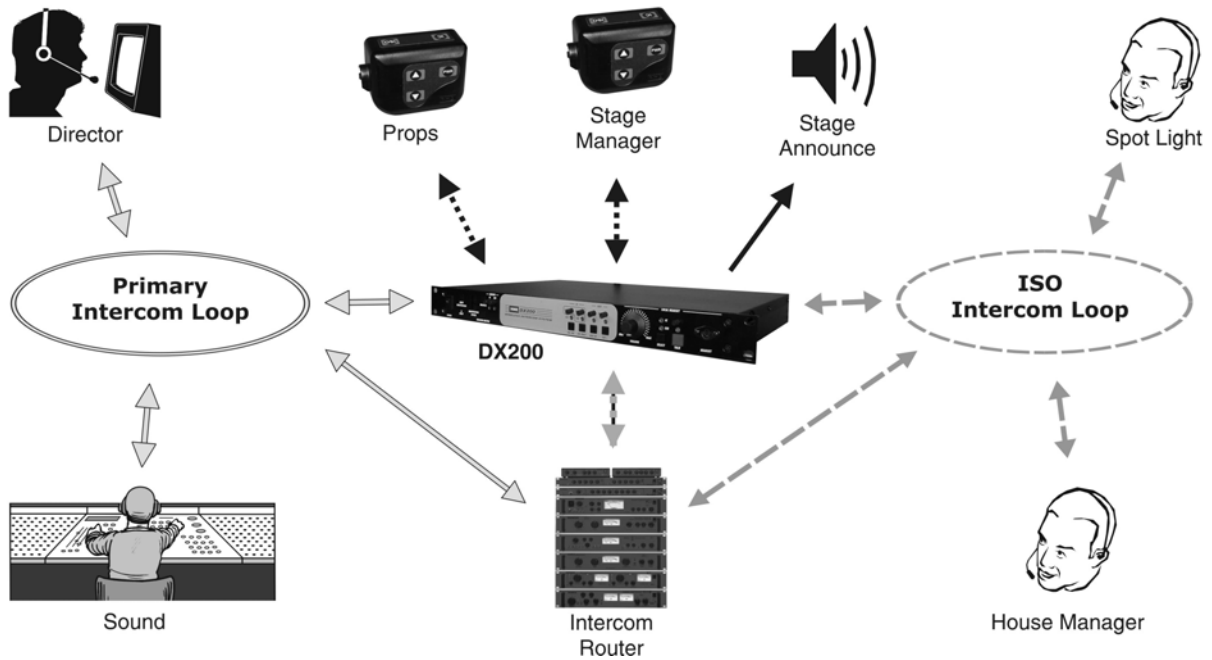 Director
Props
Stage
Manager
Stage
Announce
Spot Light
Primary
Intercom Loop
DX200
ISO
Intercom Loop
Sound
Intercom
Router
House Manager